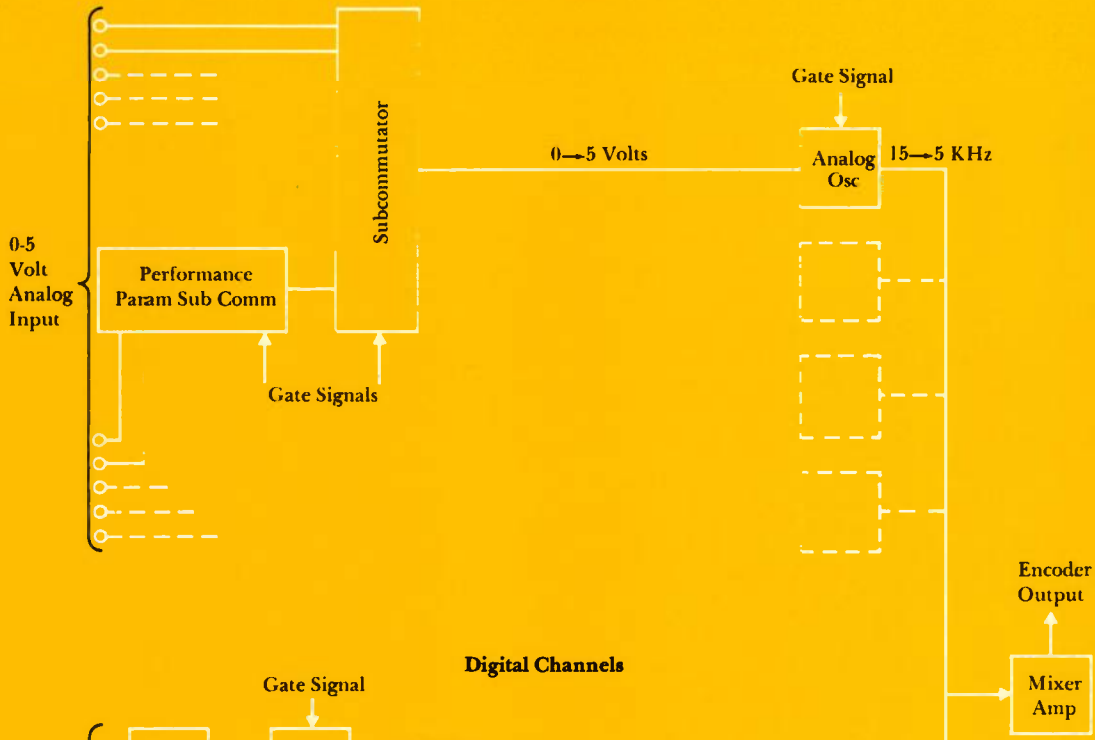 Gate Signal
Subcommutator
0→5 Volts
Analog
Osc
15→5 KHz
0-5
Volt
Analog
Input
Performance
Param Sub Comm
Gate Signals
Encoder
Output
Digital Channels
Gate Signal
Mixer
Amp